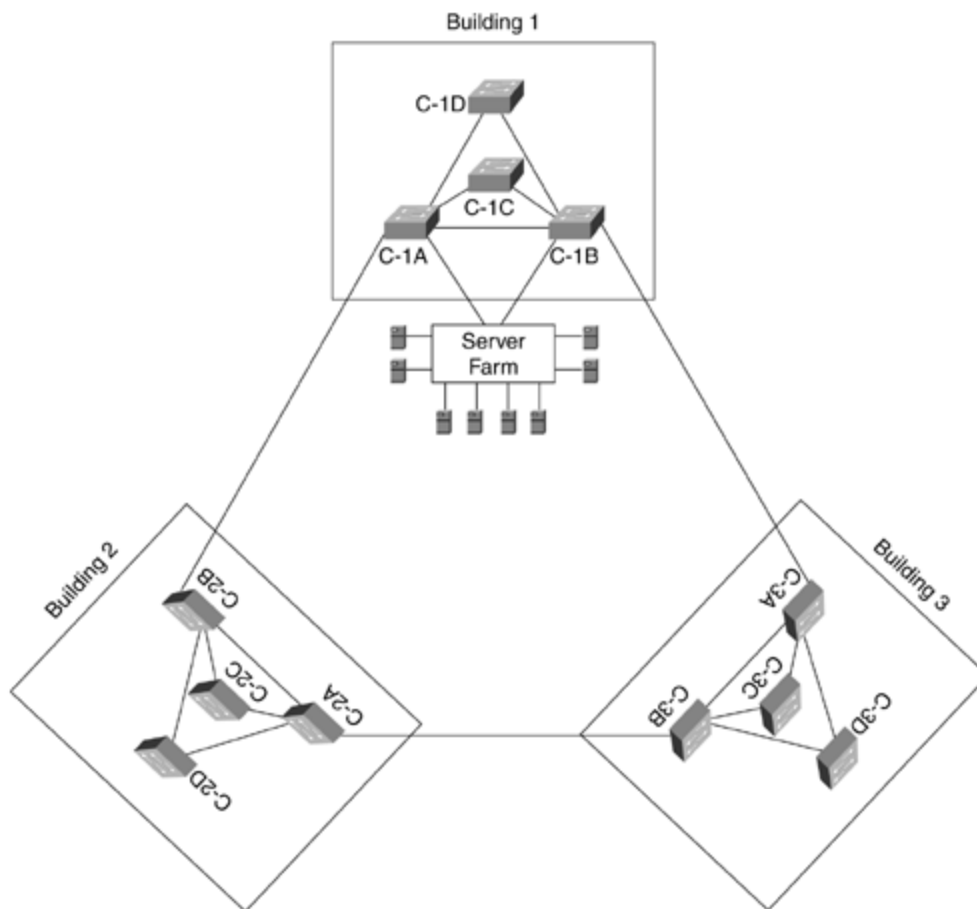 Building 1
C-1D
C-1C
C-1A
C-1B
Server
Farm
Building 2
C-2B
C-2C
C-2A
C-2D
Building 3
C-3A
C-3C
C-3B
C-3D